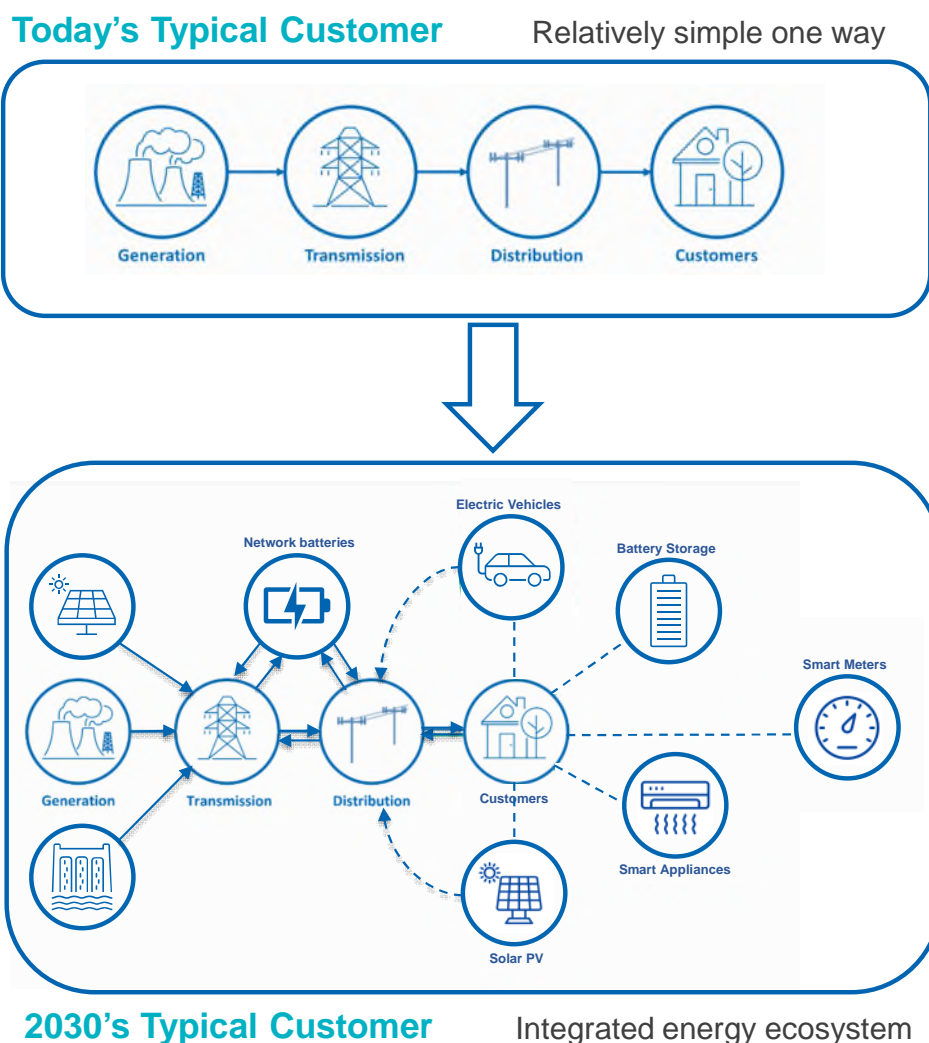 Today's Typical Customer
Relatively simple one way
Generation
Transmission
Distribution
Customers
Electric Vehicles
Network batteries
Battery Storage
Smart Meters
Generation
Transmission
Distribution
Customers
Smart Appliances
Solar PV
2030's Typical Customer
Integrated energy ecosystem